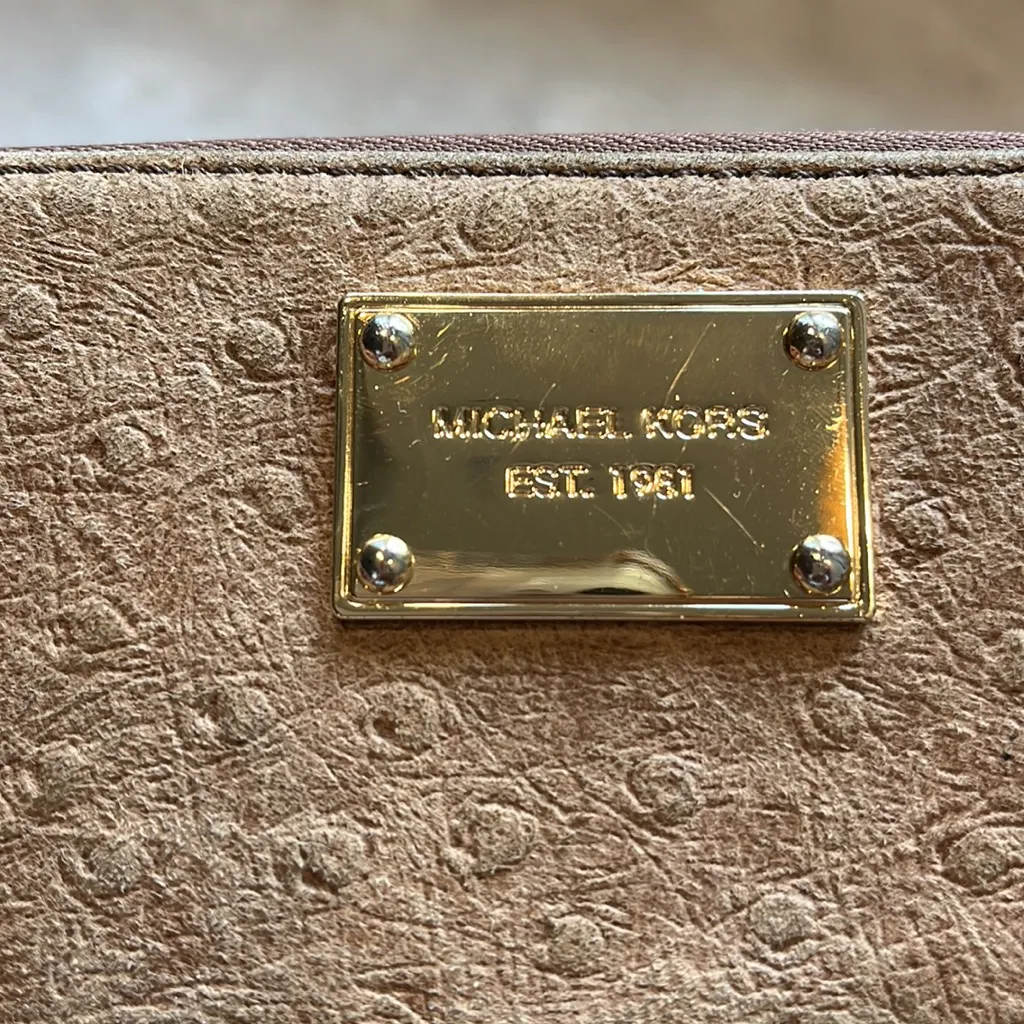 MICHAEL KORS
EST. 1981